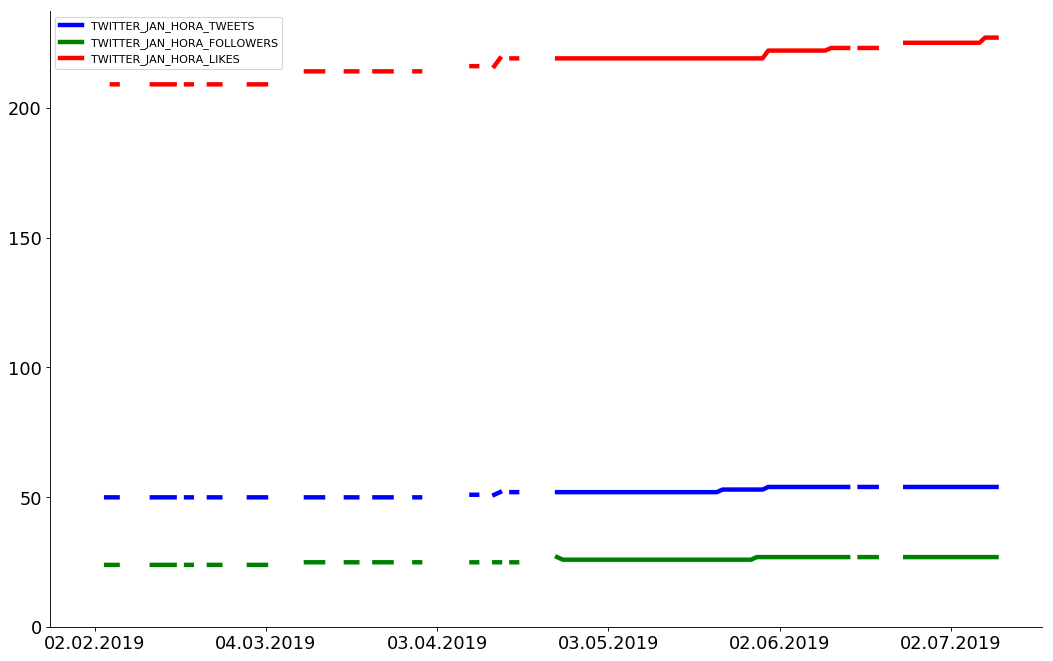 TWITTER_JAN_HORA_TWEETS
TWITTER_JAN_HORA_FOLLOWERS
TWITTER_JAN_HORA_LIKES
200
150
100
50
0
02.02.2019 04.03.2019 03.04.2019 03.05.2019 02.06.2019 02.07.2019